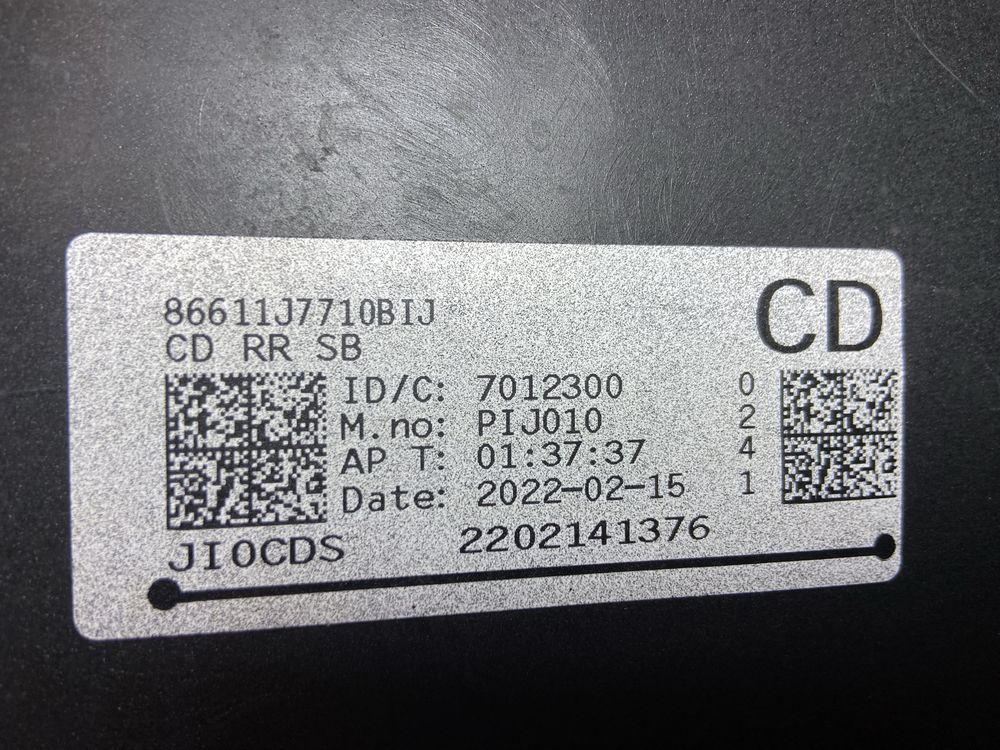 86611J7710BIJ
CD RR SB
CD
ID/C: 7012300
M.no: PIJ010
AP T: 01:37:37
Date: 2022-02-15
0
2
4
1
JI0CDS
2202141376